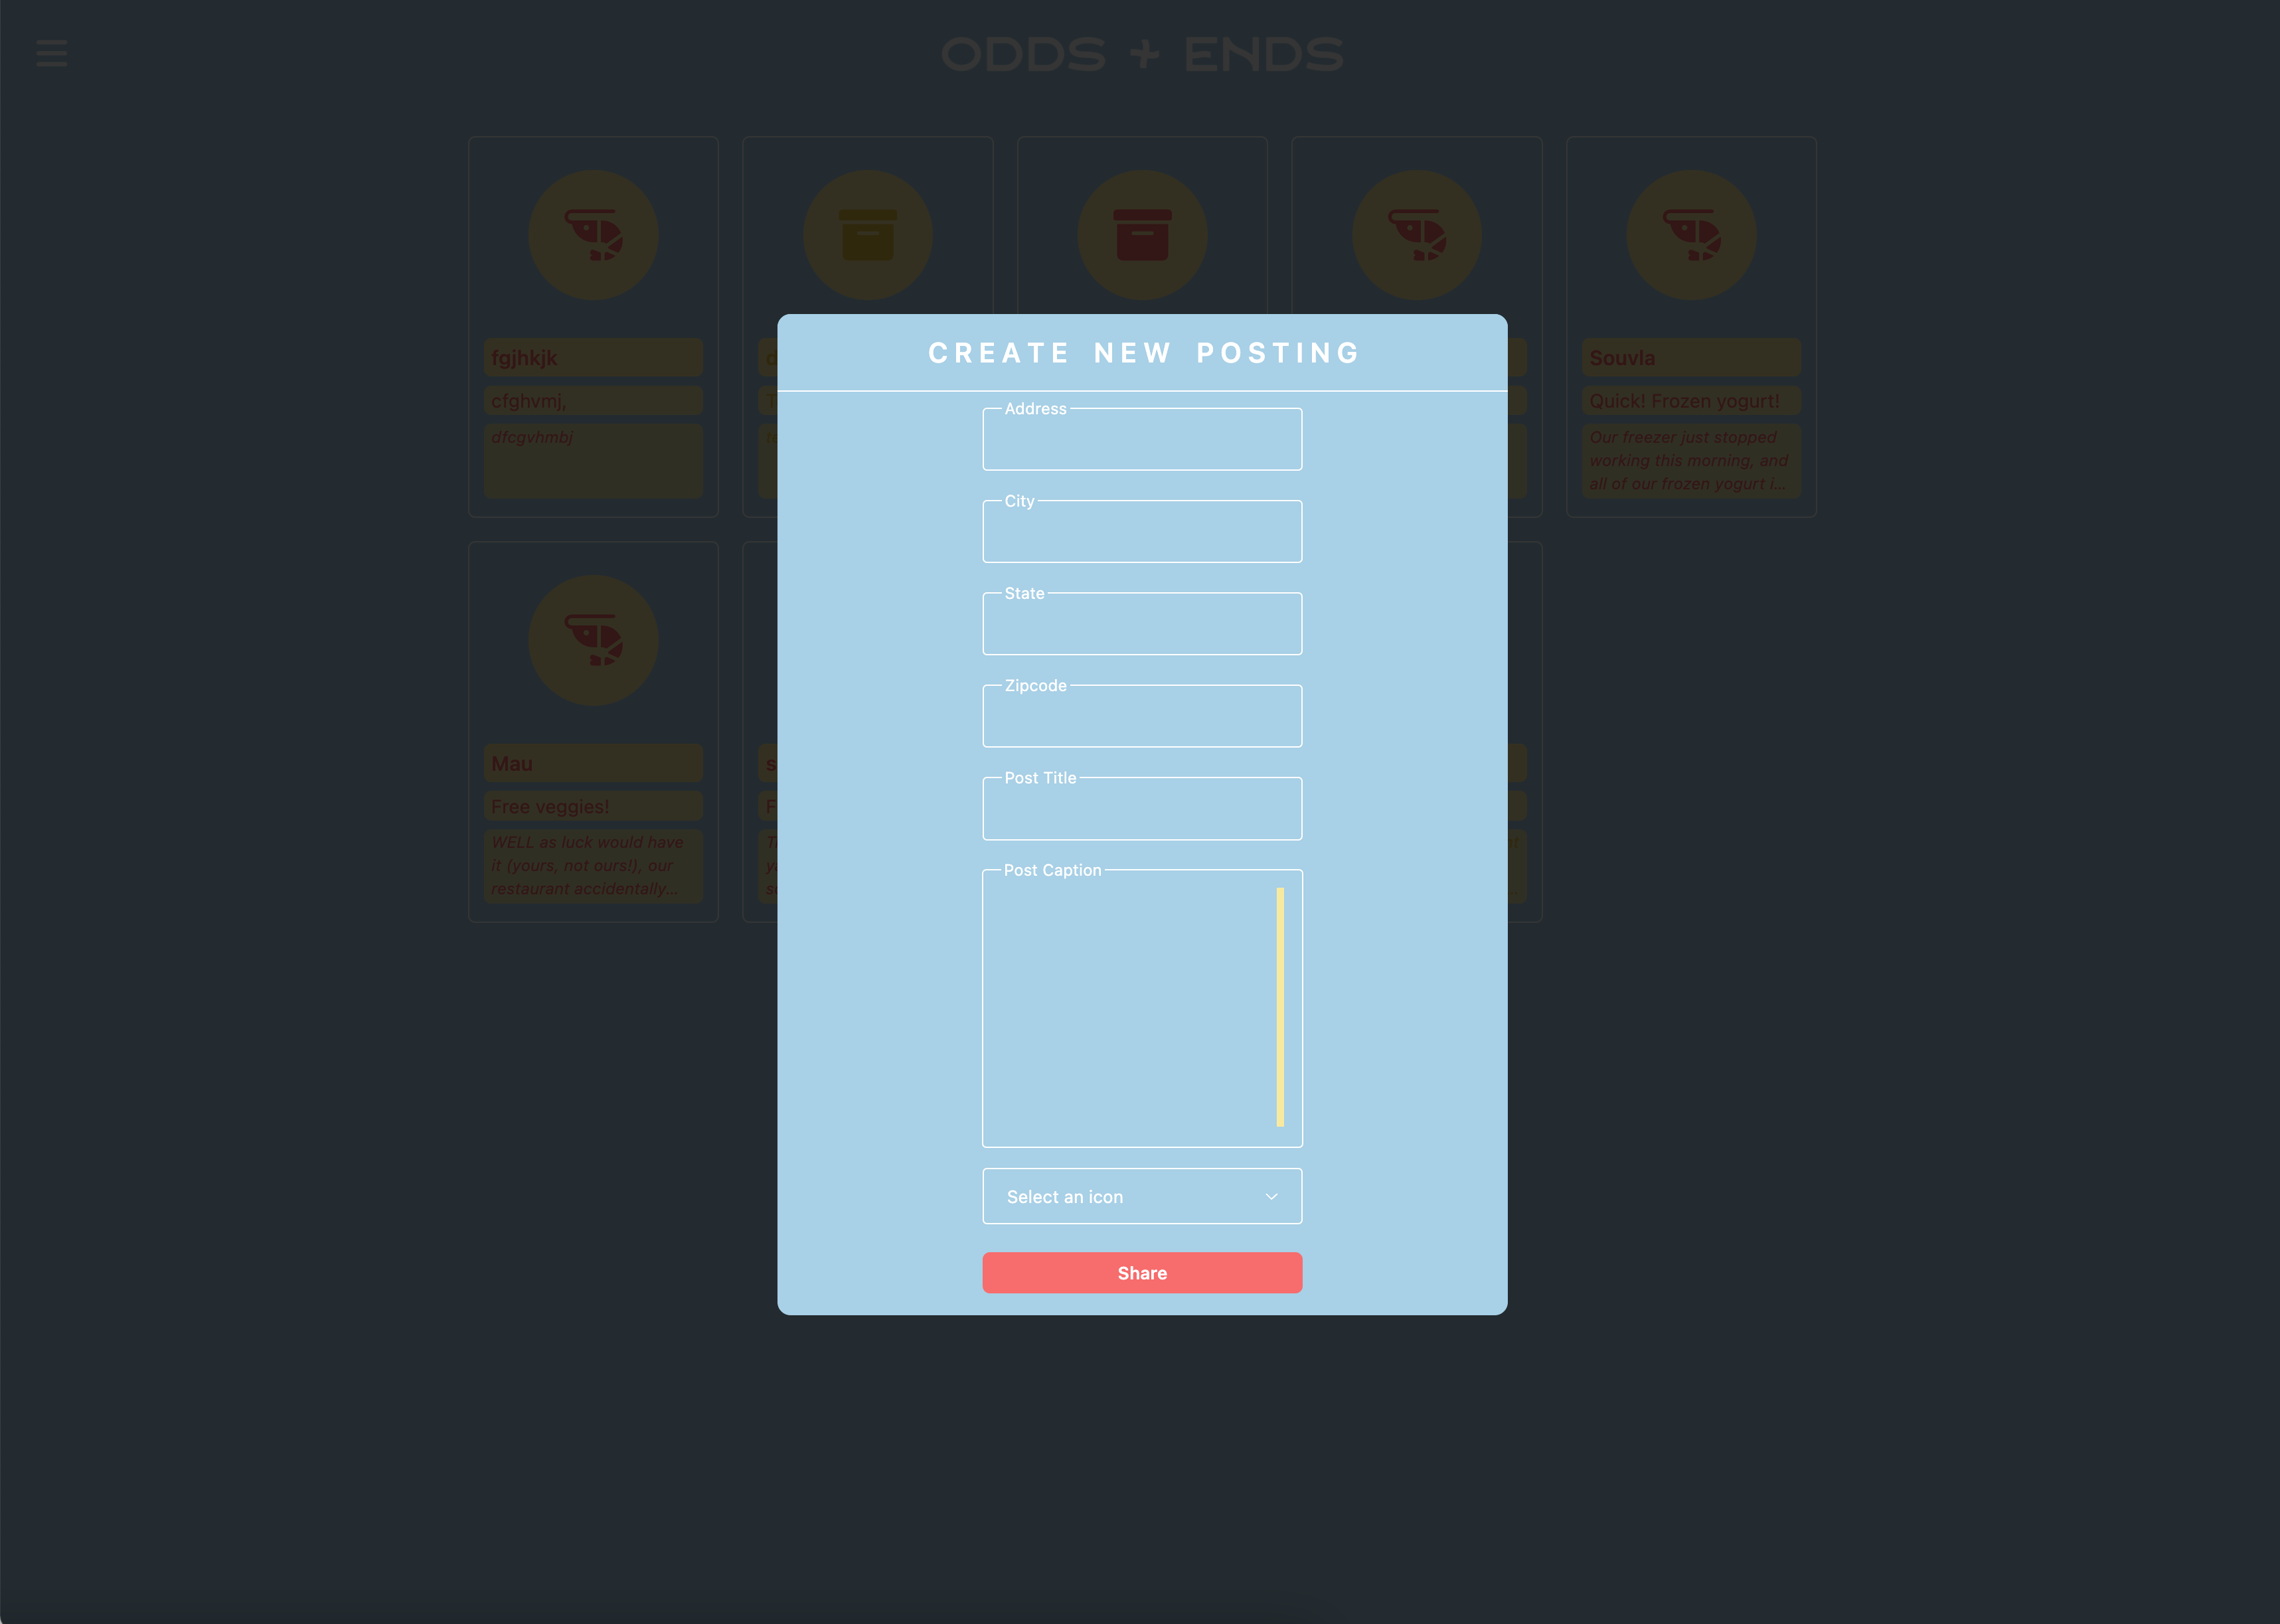 ODDS + ENDS
fgjhkjk
cfghvmj,
dfcgvhmbj
Souvla
Quick! Frozen yogurt!
Our freezer just stopped
working this morning, and
all of our frozen yogurt i...
Mau
Free veggies!
WELL as luck would have
it (yours, not ours!), our
restaurant accidentally...
CREATE NEW POSTING
Address
City
State
Zipcode
Post Title
Post Caption
Select an icon
Share